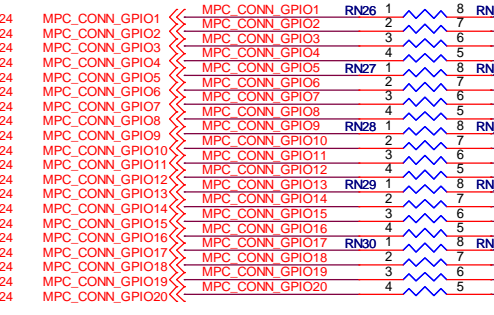 MPC_CONN_GPIO1 RN26 1 8 RN
24 MPC_CONN_GPIO1 MPC_CONN_GPIO2 2 7
24 MPC_CONN_GPIO2 MPC_CONN_GPIO3 3 6
24 MPC_CONN_GPIO3 MPC_CONN_GPIO4 4 5
24 MPC_CONN_GPIO4 MPC_CONN_GPIO5 RN27 1 8 RN
24 MPC_CONN_GPIO5 MPC_CONN_GPIO6 2 7
24 MPC_CONN_GPIO6 MPC_CONN_GPIO7 3 6
24 MPC_CONN_GPIO7 MPC_CONN_GPIO8 4 5
24 MPC_CONN_GPIO8 MPC_CONN_GPIO9 RN28 1 8 RN
24 MPC_CONN_GPIO9 MPC_CONN_GPIO10 2 7
24 MPC_CONN_GPIO10 MPC_CONN_GPIO11 3 6
24 MPC_CONN_GPIO11 MPC_CONN_GPIO12 4 5
24 MPC_CONN_GPIO12 MPC_CONN_GPIO13 RN29 1 8 RN
24 MPC_CONN_GPIO13 MPC_CONN_GPIO14 2 7
24 MPC_CONN_GPIO14 MPC_CONN_GPIO15 3 6
24 MPC_CONN_GPIO15 MPC_CONN_GPIO16 4 5
24 MPC_CONN_GPIO16 MPC_CONN_GPIO17 RN30 1 8 RN
24 MPC_CONN_GPIO17 MPC_CONN_GPIO18 2 7
24 MPC_CONN_GPIO18 MPC_CONN_GPIO19 3 6
24 MPC_CONN_GPIO19 MPC_CONN_GPIO20 4 5
24 MPC_CONN_GPIO20